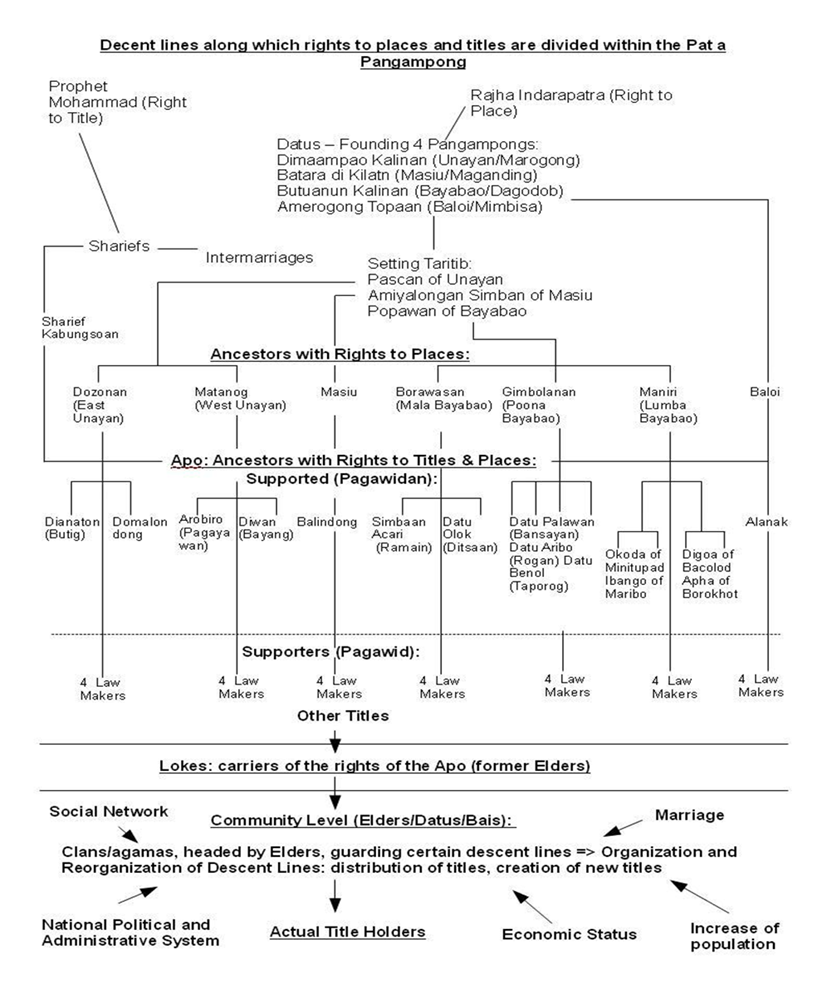 Decent lines along which rights to places and titles are divided within the Pat a
Pangampong
Prophet
Mohammad (Right
to Title)
Rajha Indarapatra (Right to
Place)
Datus – Founding 4 Pangampongs:
Dimaampao Kalinan (Unayan/Marogong)
Batara di Kilatn (Masiu/Maganding)
Butuanun Kalinan (Bayabao/Dagodob)
Amerogong Topaan (Baloi/Mimbisa)
Shariefs
Intermarriages
Setting Taritib:
Pascan of Unayan
Amiyalongan Simban of Masiu
Popawan of Bayabao
Sharief
Kabungsoan
Ancestors with Rights to Places:
Dozonan
(East
Unayan)
Matanog
(West Unayan)
Masiu
Borawasan
(Mala Bayabao)
Gimbolanan
(Poona
Bayabao)
Maniri
(Lumba
Bayabao)
Baloi
Apo: Ancestors with Rights to Titles & Places:
Supported (Pagawidan):
Dianaton
(Butig)
Domalon
dong
Arobiro
(Pagaya
wan)
Diwan
(Bayang)
Balindong
Simbaan
Acari
(Ramain)
Datu
Olok
(Ditsaan)
Datu Palawan
(Bansayan)
Datu Aribo
(Rogan) Datu
Benol
(Taporog)
Okoda of
Minitupad
Ibango of
Maribo
Digoa of
Bacolod
Apha of
Borokhot
Alanak
Supporters (Pagawid):
4 Law
Makers
4 Law
Makers
4 Law
Makers
4 Law
Makers
4 Law
Makers
4 Law
Makers
4 Law
Makers
Other Titles
Lokes: carriers of the rights of the Apo (former Elders)
Social Network
Community Level (Elders/Datus/Bais):
Marriage
Clans/agamas, headed by Elders, guarding certain descent lines => Organization and
Reorganization of Descent Lines: distribution of titles, creation of new titles
National Political and
Administrative System
Actual Title Holders
Economic Status
Increase of
population